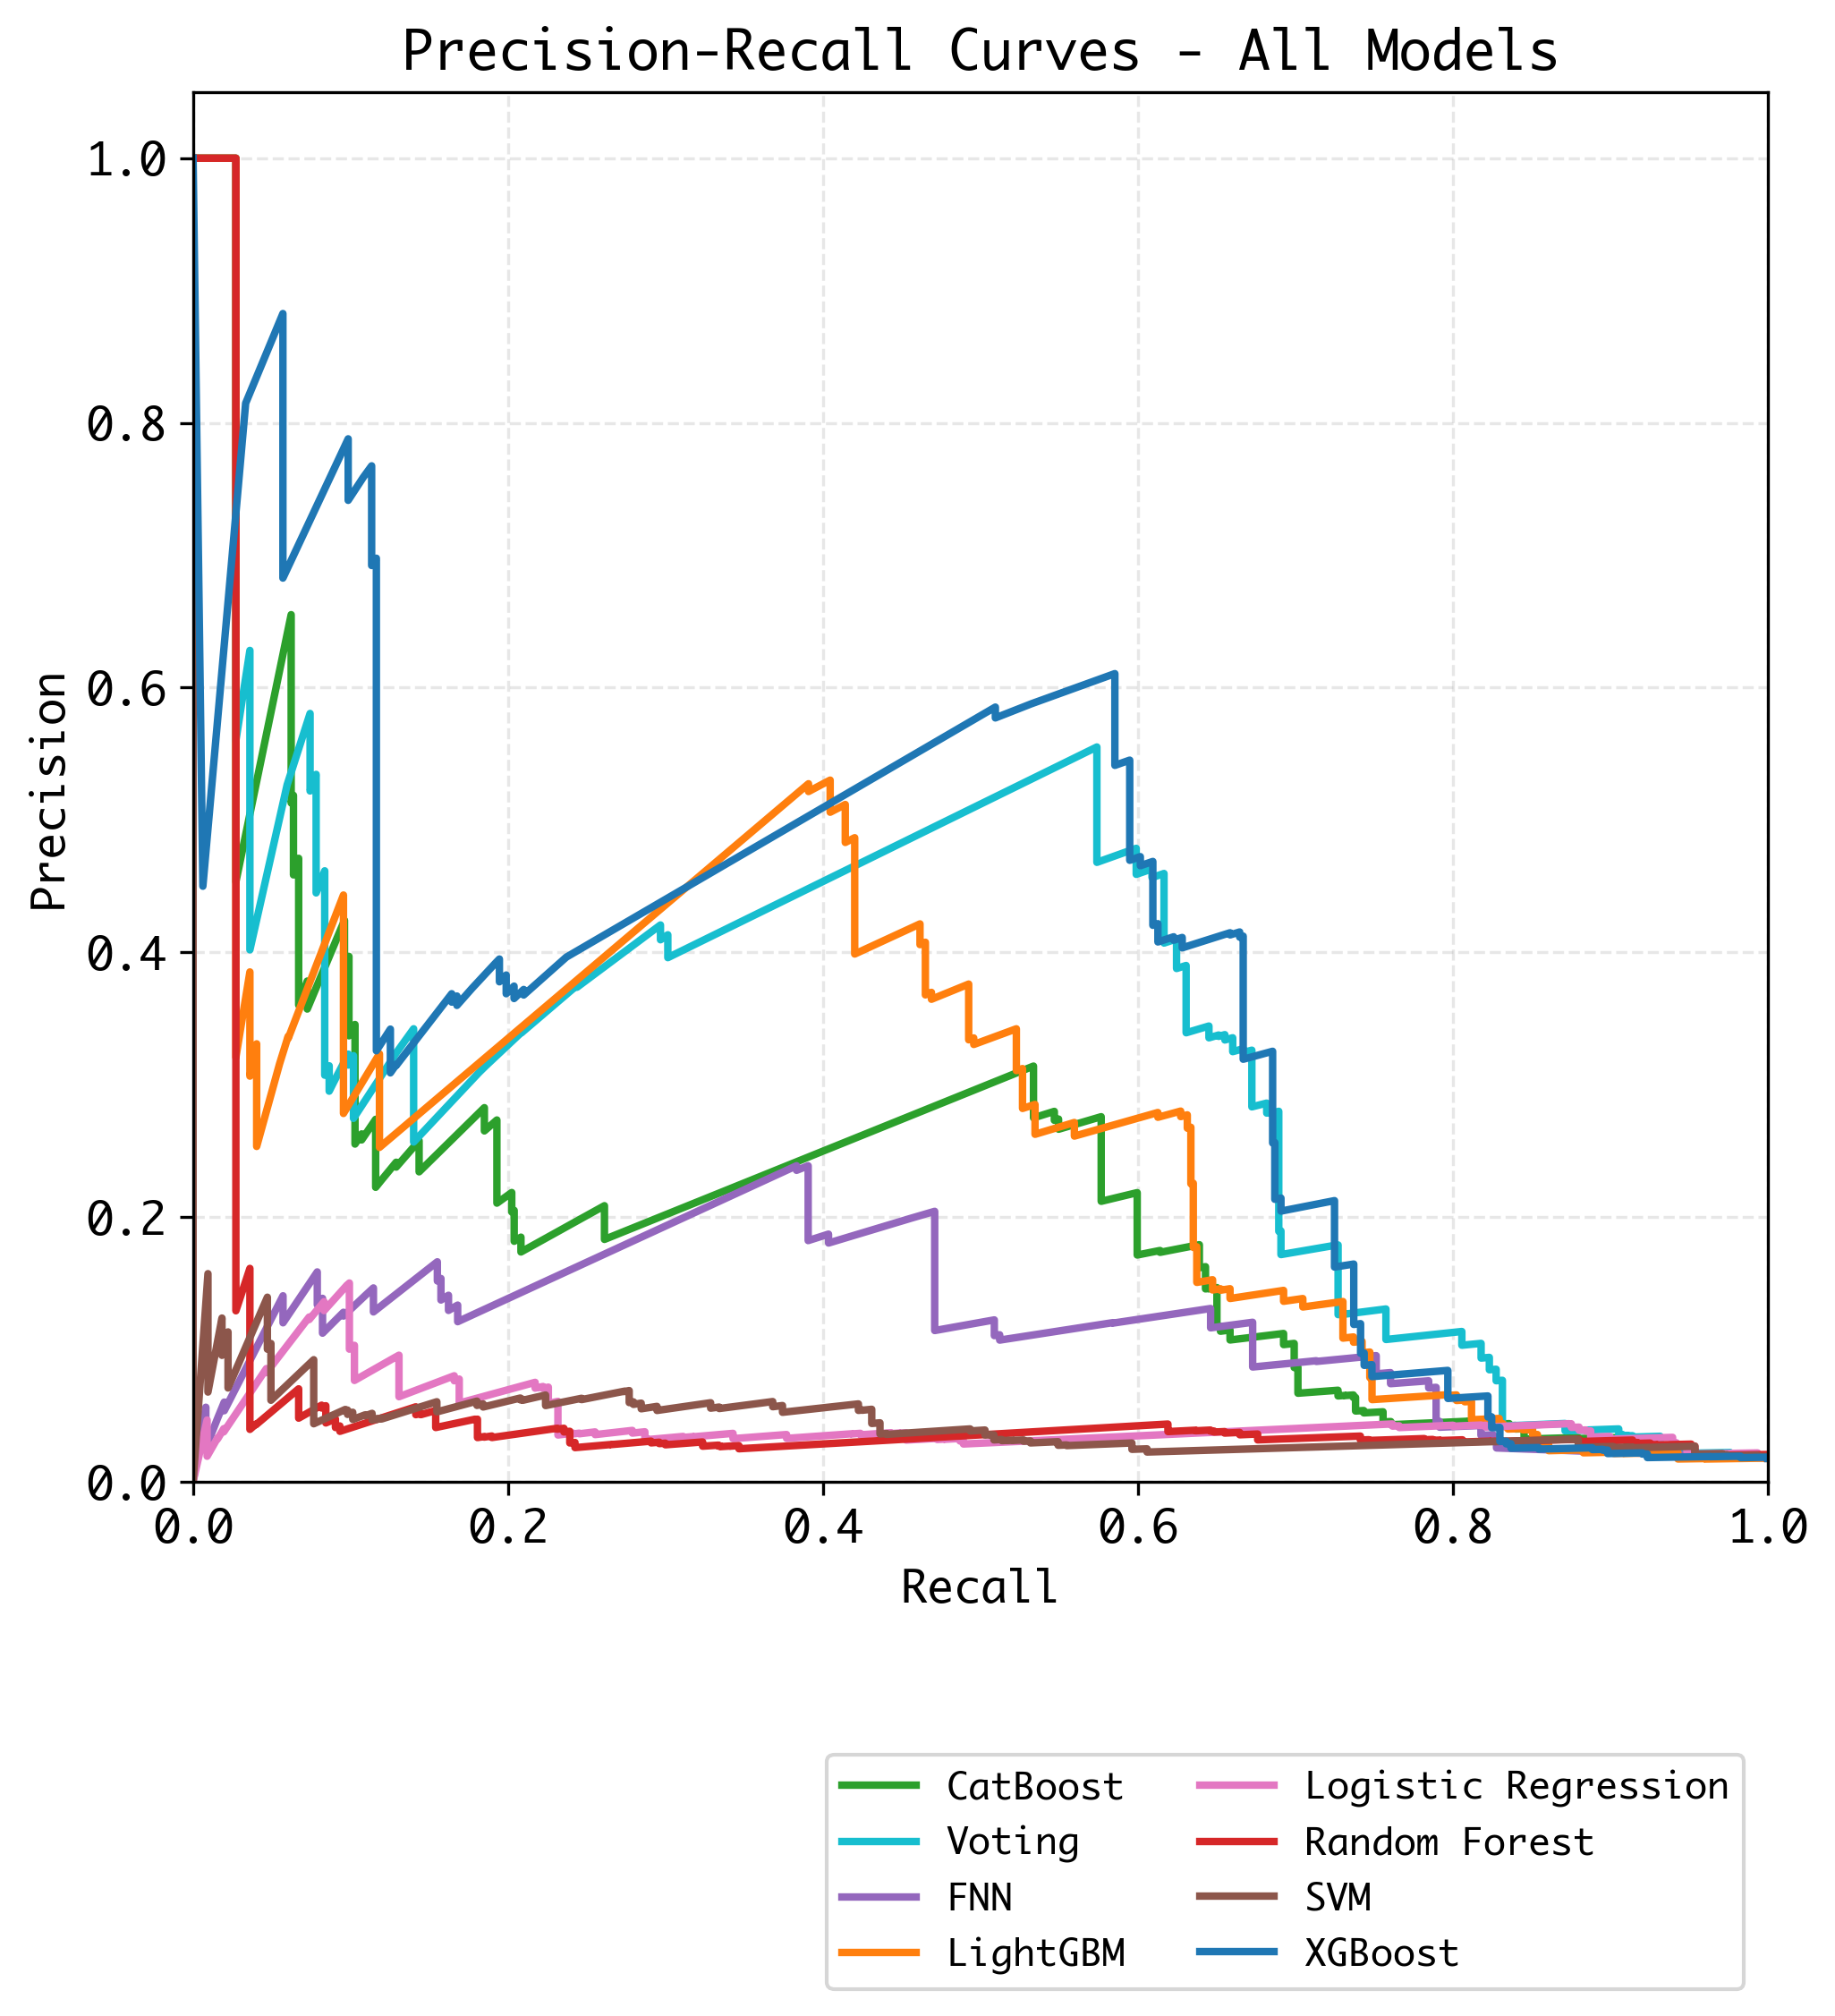 Precision-Recall Curves - All Models
Precision
1.0
0.8
0.6
0.4
0.2
0.0
0.0 0.2 0.4 0.6 0.8 1.0
Recall
CatBoost
Voting
FNN
LightGBM
Logistic Regression
Random Forest
SVM
XGBoost